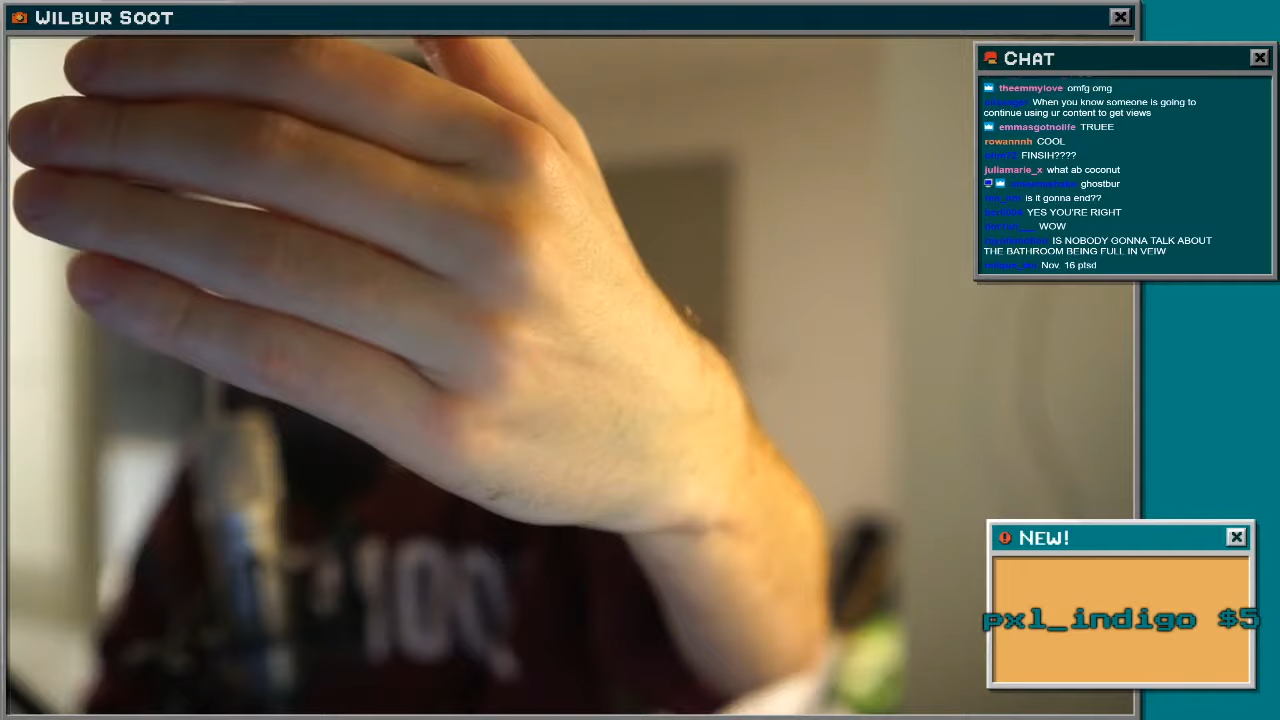 WILBUR SOOT
CHAT
theemmylove omfg omg
When you know someone is going to
continue using ur content to get views
emmasgotnolife TRUEE
rowannnh COOL
FINSIH????
juliamarie_x what ab coconut
ghostbur
is it gonna end??
YES YOU'RE RIGHT
WOW
IS NOBODY GONNA TALK ABOUT
THE BATHROOM BEING FULL IN VEIW
Nov. 16 ptsd
100
NEW!
pxl_indigo $5